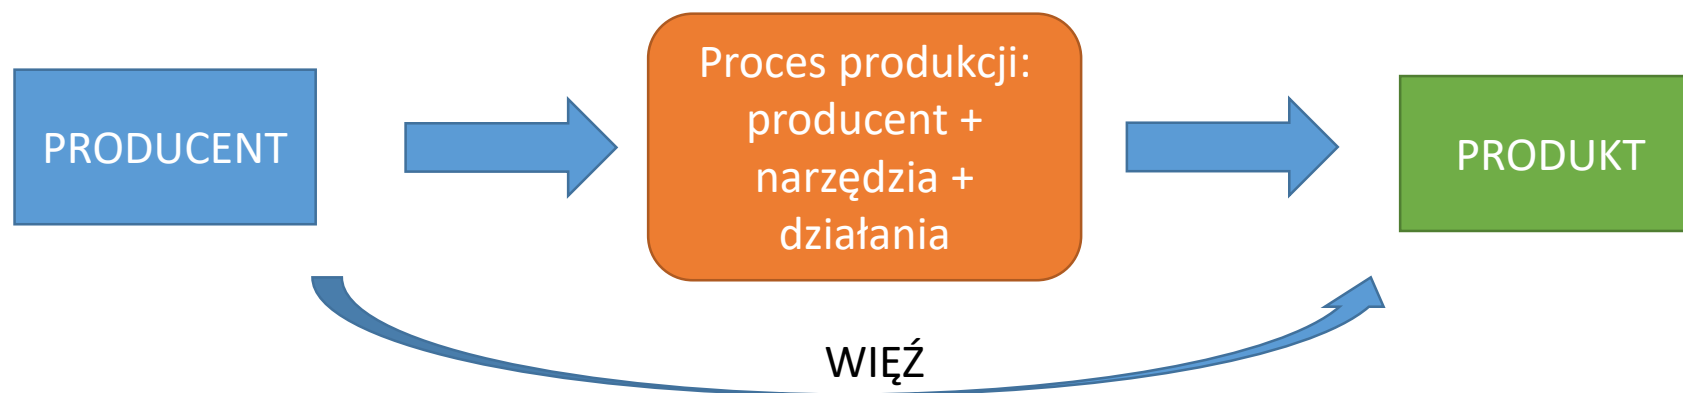 PRODUCENT
Proces produkcji:
producent +
narzędzia +
działania
PRODUKT
WIĘŹ